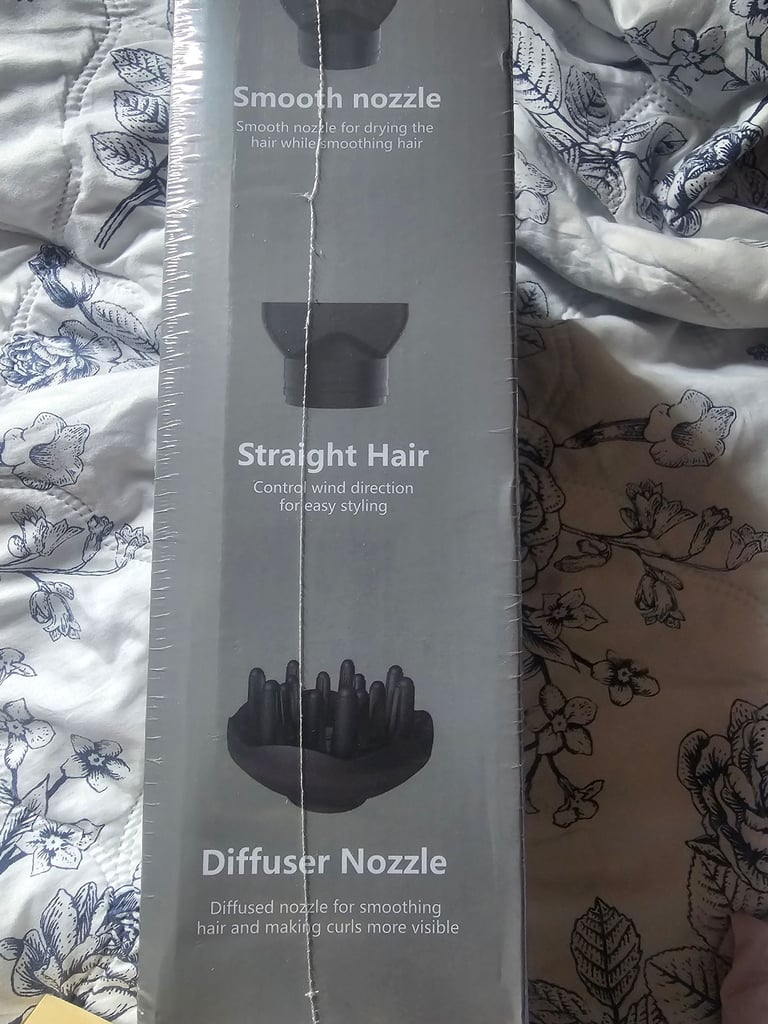 Smooth nozzle
Smooth nozzle for drying the
hair while smoothing hair
Straight Hair
Control wind direction
for easy styling
Diffuser Nozzle
Diffused nozzle for smoothing
hair and making curls more visible